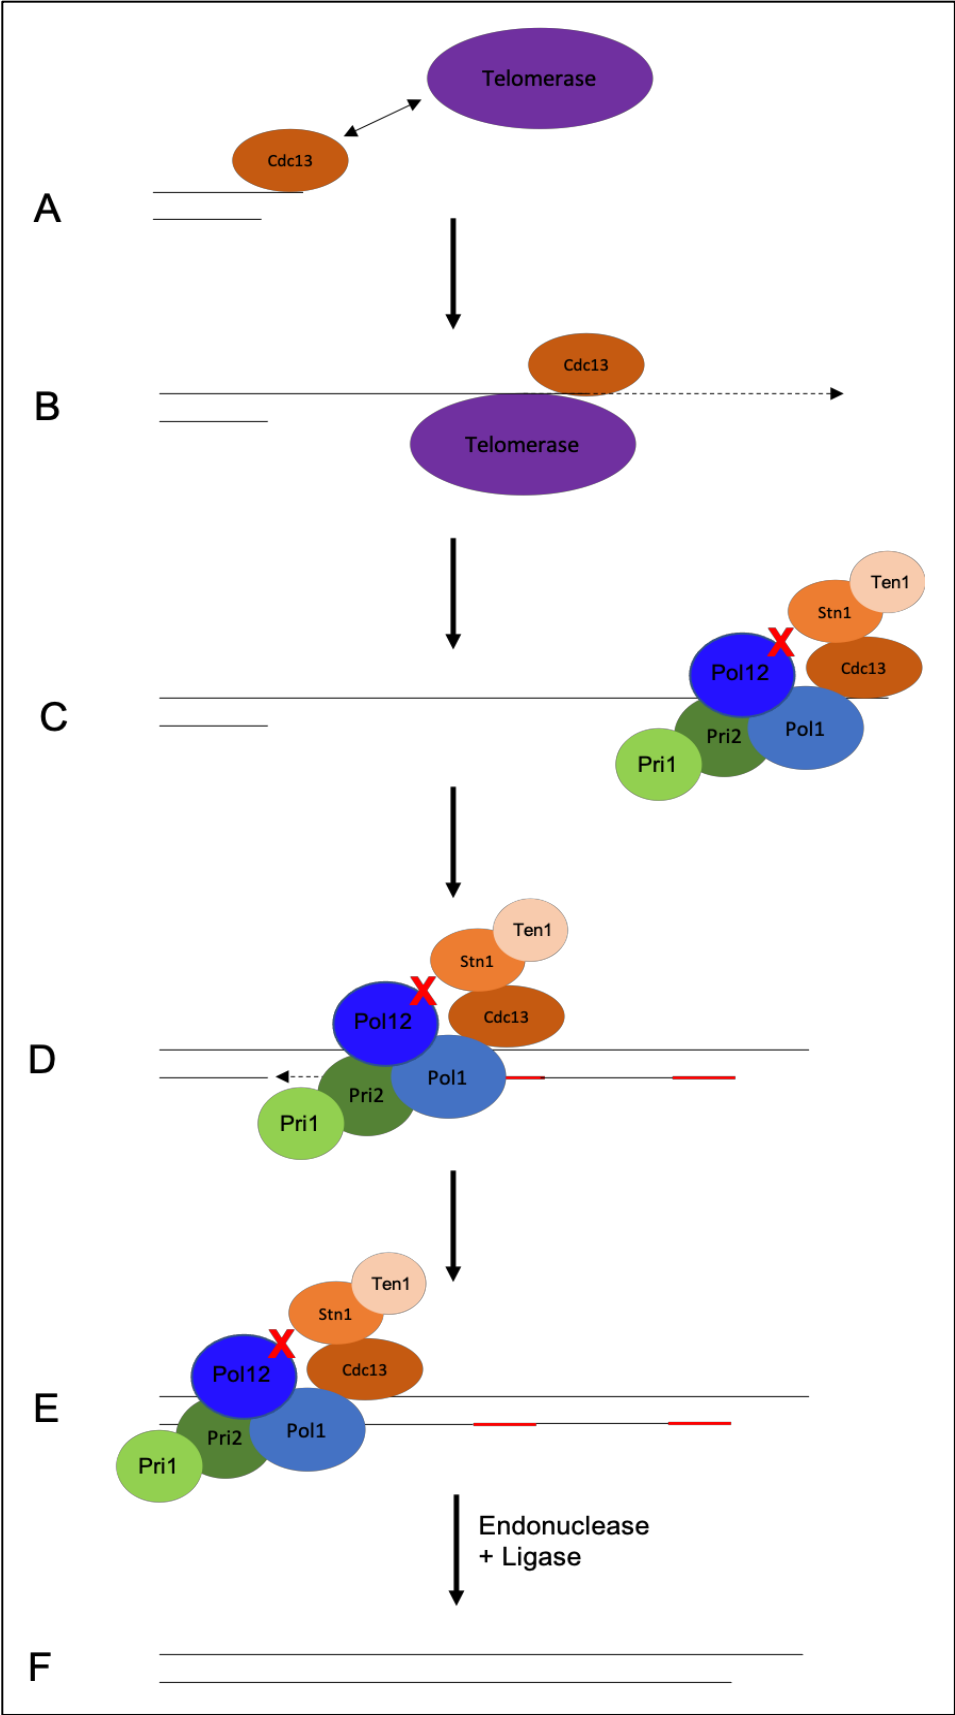 Telomerase
Cdc13
A
Cdc13
B
Telomerase
Ten1
Stn1
X
Pol12
Cdc13
C
Pri2
Pol1
Pri1
Ten1
Stn1
X
Pol12
Cdc13
D
Pol1
Pri2
Pri1
Ten1
Stn1
X
Pol12
Cdc13
E
Pri2
Pol1
Pri1
Endonuclease
+ Ligase
F